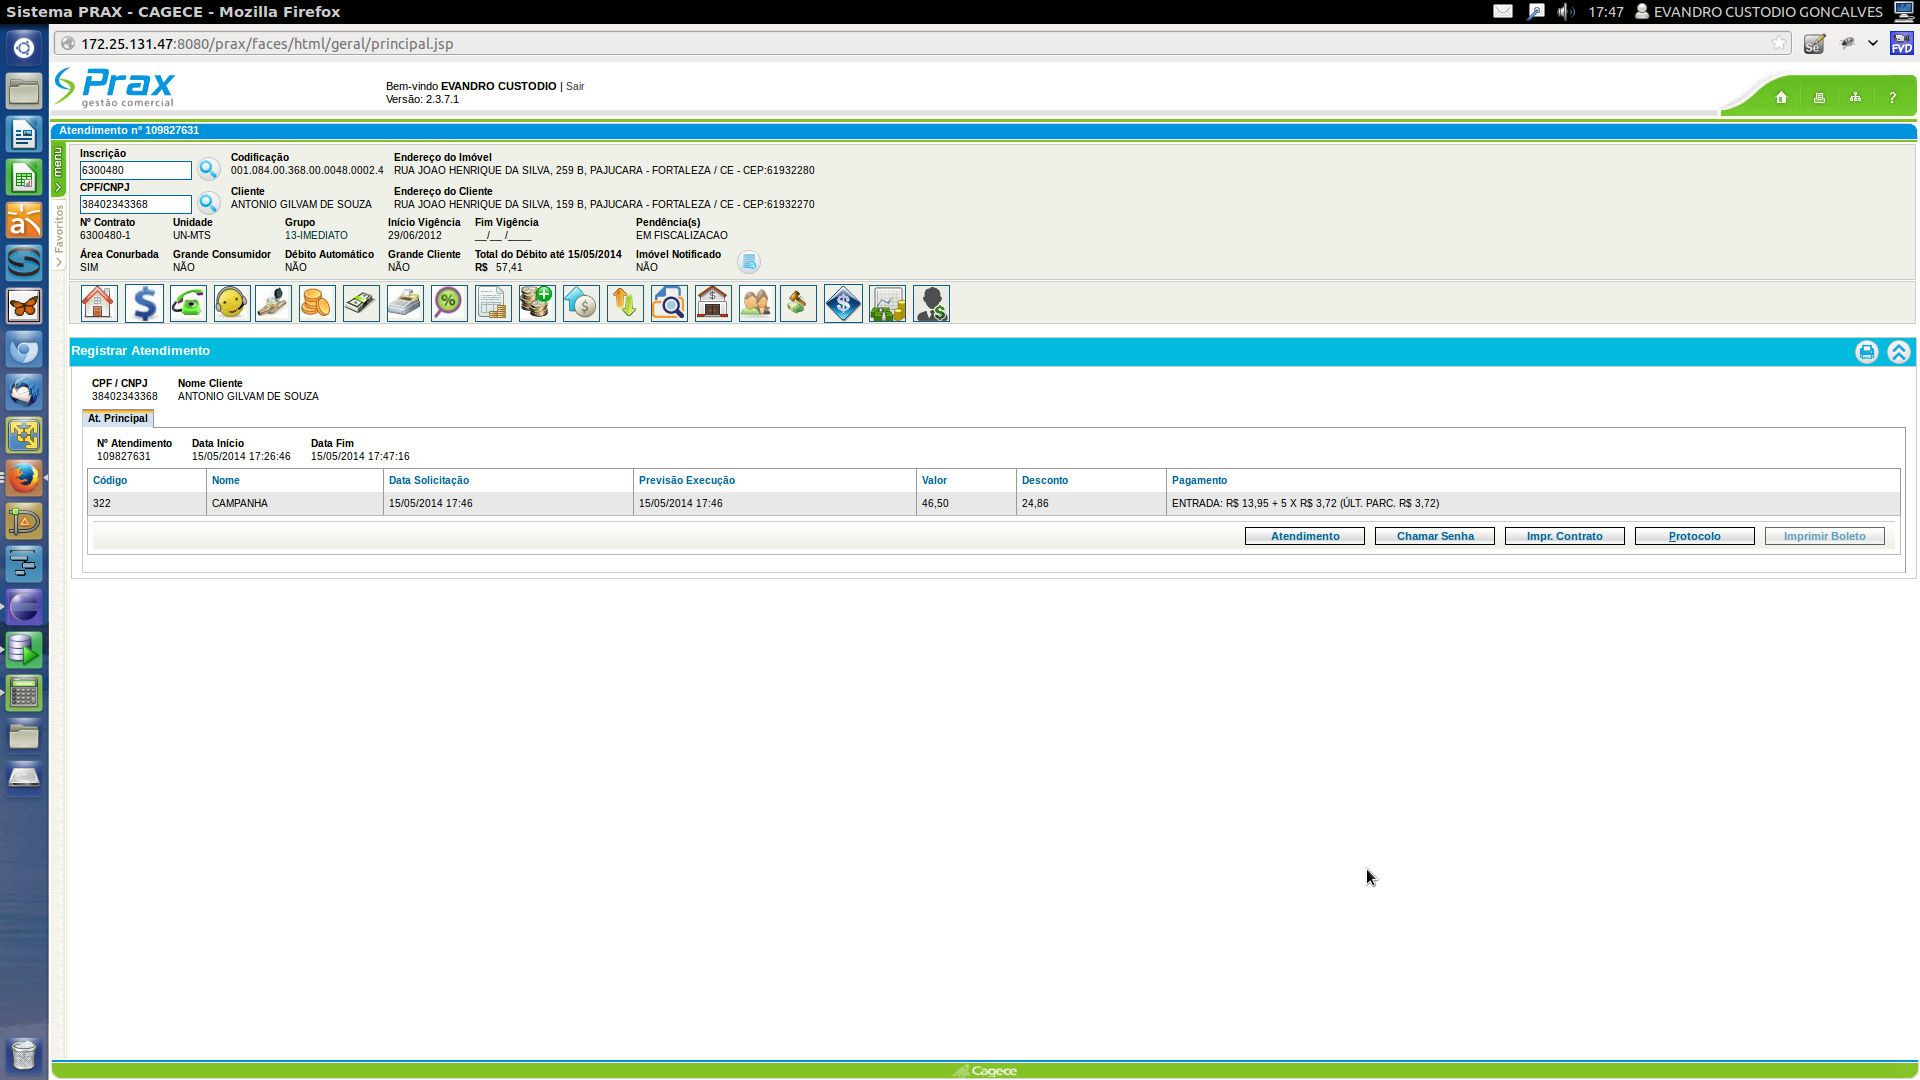 Sistema PRAX - CAGECE - Mozilla Firefox
17:47 EVANDRO CUSTODIO GONCALVES
172.25.131.47:8080/prax/faces/html/geral/principal.jsp
Se
FVD
Prax
gestão comercial
Bem-vindo EVANDRO CUSTODIO | Sair
Versão: 2.3.7.1
?
Atendimento nº 109827631
menu >
> Favoritos
Inscrição Codificação Endereço do Imóvel
6300480 001.084.00.368.00.0048.0002.4 RUA JOAO HENRIQUE DA SILVA, 259 B, PAJUCARA - FORTALEZA / CE - CEP:61932280
CPF/CNPJ Cliente Endereço do Cliente
38402343368 ANTONIO GILVAM DE SOUZA RUA JOAO HENRIQUE DA SILVA, 159 B, PAJUCARA - FORTALEZA / CE - CEP:61932270
Nº Contrato Unidade Grupo Início Vigência Fim Vigência Pendência(s)
6300480-1 UN-MTS 13-IMEDIATO 29/06/2012 __/__ /____ EM FISCALIZACAO
Área Conurbada Grande Consumidor Débito Automático Grande Cliente Total do Débito até 15/05/2014 Imóvel Notificado
SIM NÃO NÃO NÃO R$ 57,41 NÃO
Registrar Atendimento
CPF / CNPJ Nome Cliente
38402343368 ANTONIO GILVAM DE SOUZA
At. Principal
Nº Atendimento Data Início Data Fim
109827631 15/05/2014 17:26:46 15/05/2014 17:47:16
Código Nome Data Solicitação Previsão Execução Valor Desconto Pagamento
322 CAMPANHA 15/05/2014 17:46 15/05/2014 17:46 46,50 24,86 ENTRADA: R$ 13,95 + 5 X R$ 3,72 (ÚLT. PARC. R$ 3,72)
Atendimento Chamar Senha Impr. Contrato Protocolo Imprimir Boleto
Cagece